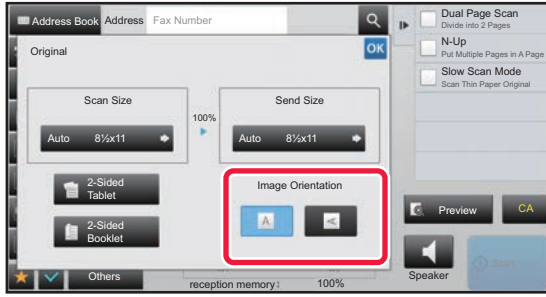 Address Book Address Fax Number
Original
OK
Scan Size
100%
Send Size
Auto 8½x11
Auto 8½x11
2-Sided
Tablet
2-Sided
Booklet
Image Orientation
A
A
Others
reception memory: 100%
Dual Page Scan
Divide into 2 Pages
N-Up
Put Multiple Pages in A Page
Slow Scan Mode
Scan Thin Paper Original
Preview
CA
Speaker
Start